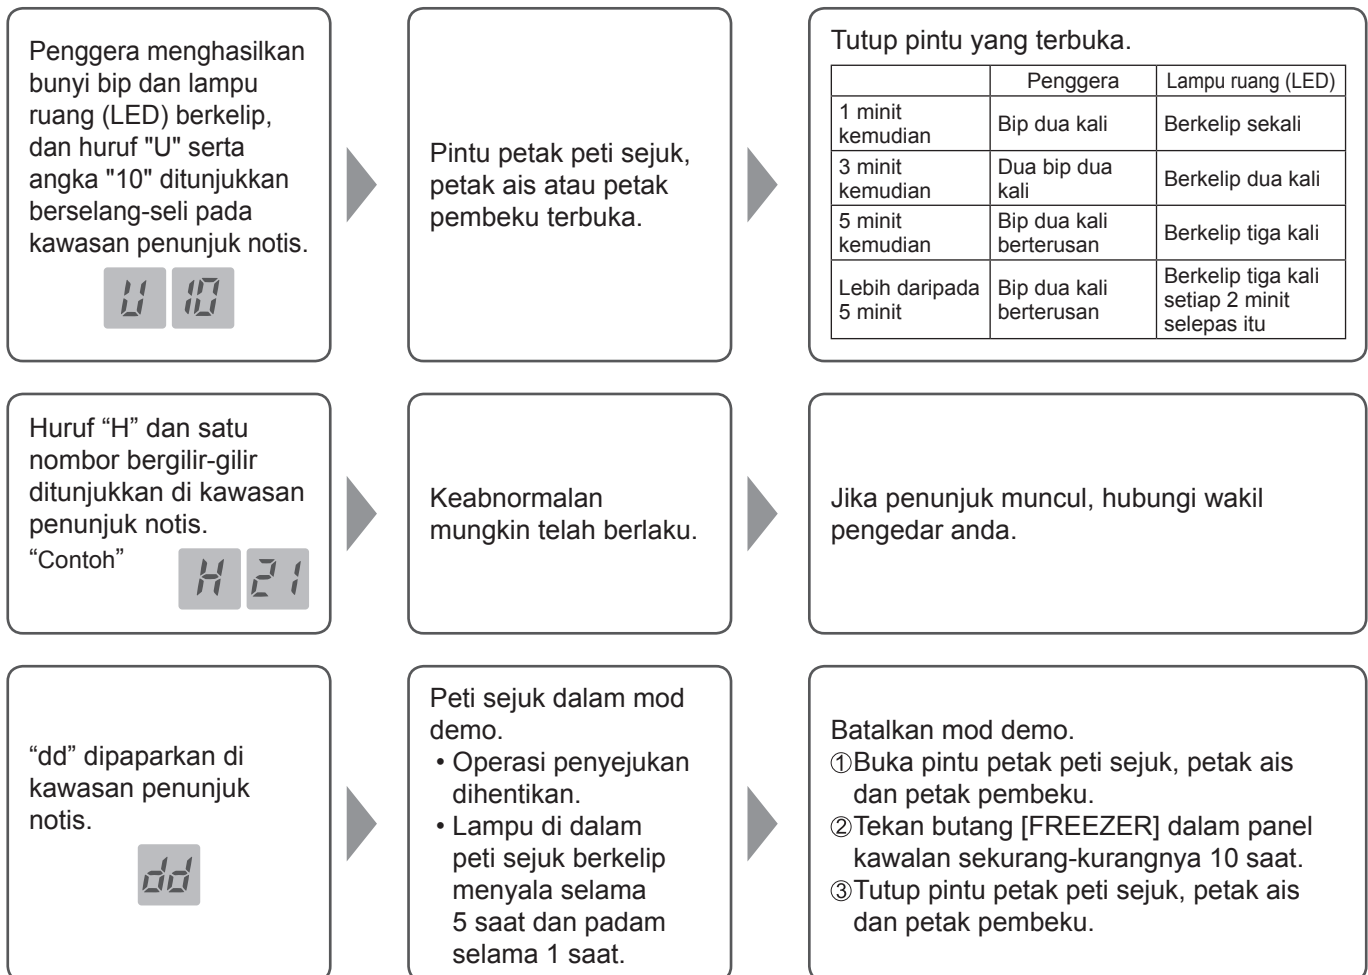 Penggera menghasilkan
bunyi bip dan lampu
ruang (LED) berkelip,
dan huruf "U" serta
angka "10" ditunjukkan
berselang-seli pada
kawasan penunjuk notis.
U 10
Pintu petak peti sejuk,
petak ais atau petak
pembeku terbuka.
Tutup pintu yang terbuka.
Penggera Lampu ruang (LED)
1 minit
kemudian
Bip dua kali
Berkelip sekali
3 minit
kemudian
Dua bip dua
kali
Berkelip dua kali
5 minit
kemudian
Bip dua kali
berterusan
Berkelip tiga kali
Lebih daripada
5 minit
Bip dua kali
berterusan
Berkelip tiga kali
setiap 2 minit
selepas itu
Huruf “H” dan satu
nombor bergilir-gilir
ditunjukkan di kawasan
penunjuk notis.
“Contoh”
H 21
Keabnormalan
mungkin telah berlaku.
Jika penunjuk muncul, hubungi wakil
pengedar anda.
“dd” dipaparkan di
kawasan penunjuk
notis.
dd
Peti sejuk dalam mod
demo.
• Operasi penyejukan
dihentikan.
• Lampu di dalam
peti sejuk berkelip
menyala selama
5 saat dan padam
selama 1 saat.
Batalkan mod demo.
①Buka pintu petak peti sejuk, petak ais
dan petak pembeku.
②Tekan butang [FREEZER] dalam panel
kawalan sekurang-kurangnya 10 saat.
③Tutup pintu petak peti sejuk, petak ais
dan petak pembeku.